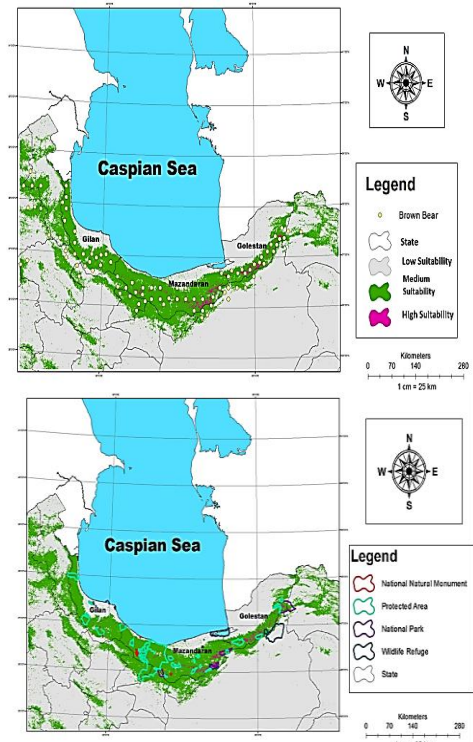 N
W E
S
Caspian Sea
Legend
Brown Bear
State
Low Suitability
Medium
Suitability
High Suitability
Gilan
Golestan
Mazandaran
Kilometers
0 70 140 280
1 cm = 25 km
N
W E
S
Caspian Sea
Legend
National Natural Monument
Protected Area
National Park
Wildlife Refuge
State
Gilan
Golestan
Mazandaran
Kilometers
0 70 140 280